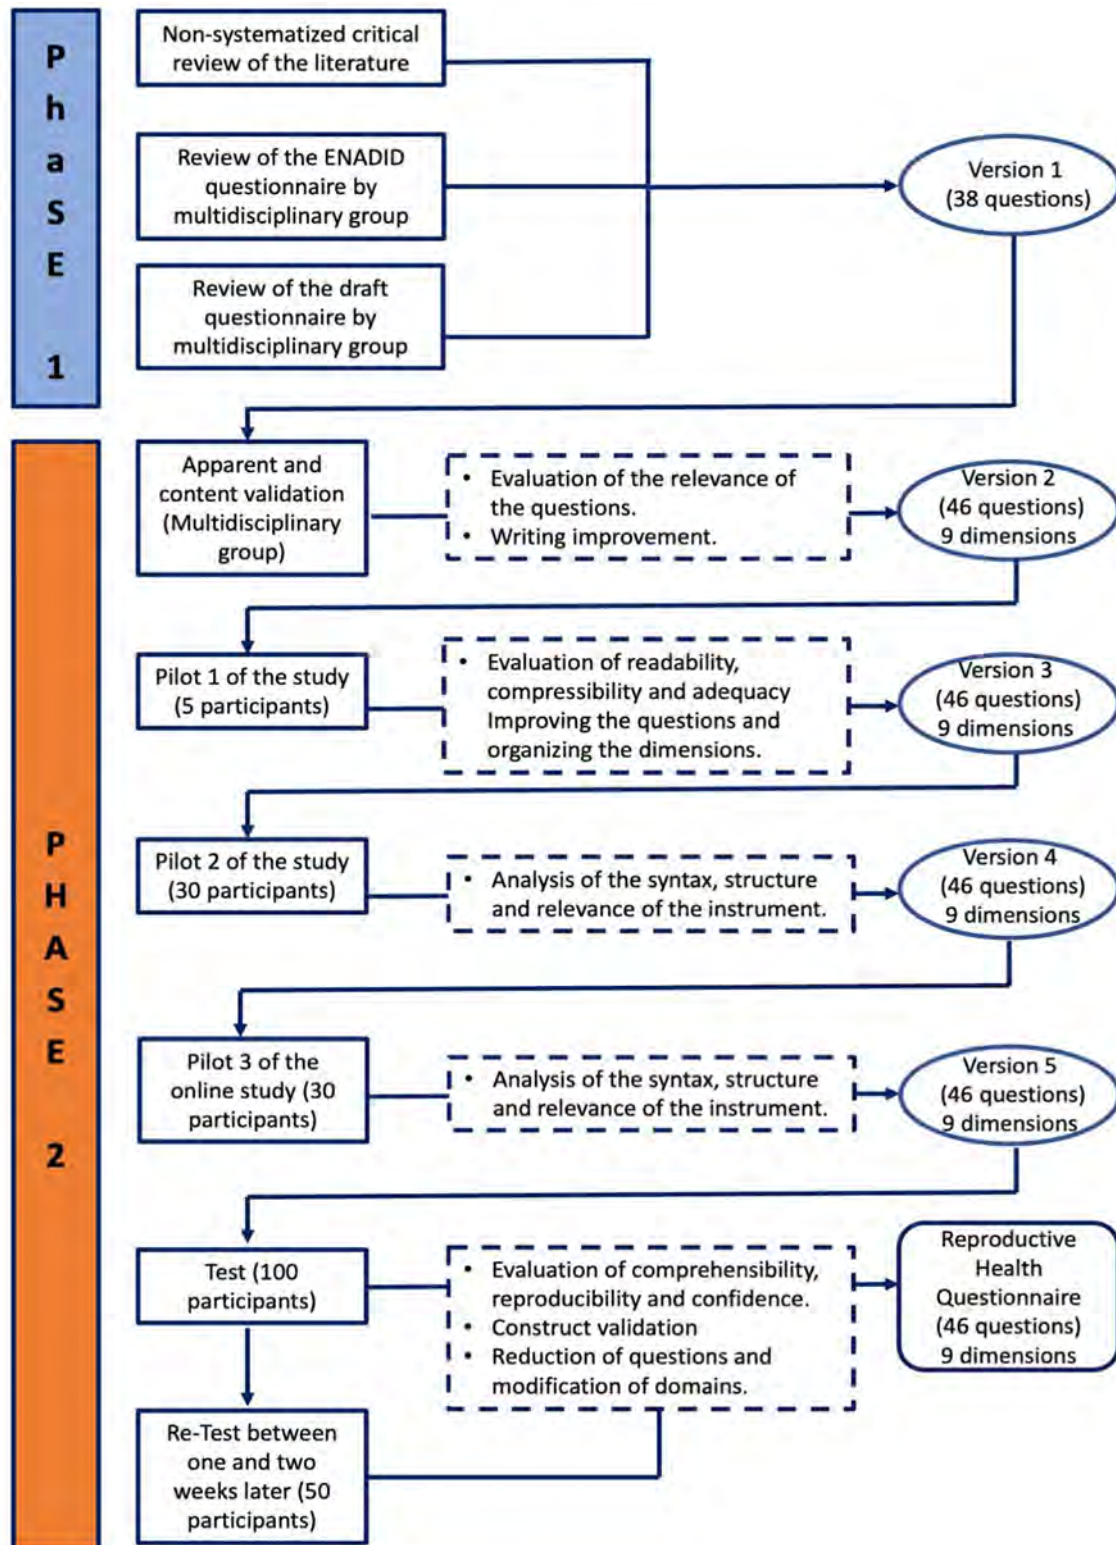 PhaSE 1
Non-systematized critical
review of the literature
Review of the ENADID
questionnaire by
multidisciplinary group
Review of the draft
questionnaire by
multidisciplinary group
Version 1
(38 questions)
PHASE 2
Apparent and
content validation
(Multidisciplinary
group)
• Evaluation of the relevance of
the questions.
• Writing improvement.
Version 2
(46 questions)
9 dimensions
Pilot 1 of the study
(5 participants)
• Evaluation of readability,
compressibility and adequacy
Improving the questions and
organizing the dimensions.
Version 3
(46 questions)
9 dimensions
Pilot 2 of the study
(30 participants)
• Analysis of the syntax, structure
and relevance of the instrument.
Version 4
(46 questions)
9 dimensions
Pilot 3 of the
online study (30
participants)
• Analysis of the syntax, structure
and relevance of the instrument.
Version 5
(46 questions)
9 dimensions
Test (100
participants)
• Evaluation of comprehensibility,
reproducibility and confidence.
• Construct validation
• Reduction of questions and
modification of domains.
Reproductive
Health
Questionnaire
(46 questions)
9 dimensions
Re-Test between
one and two
weeks later (50
participants)